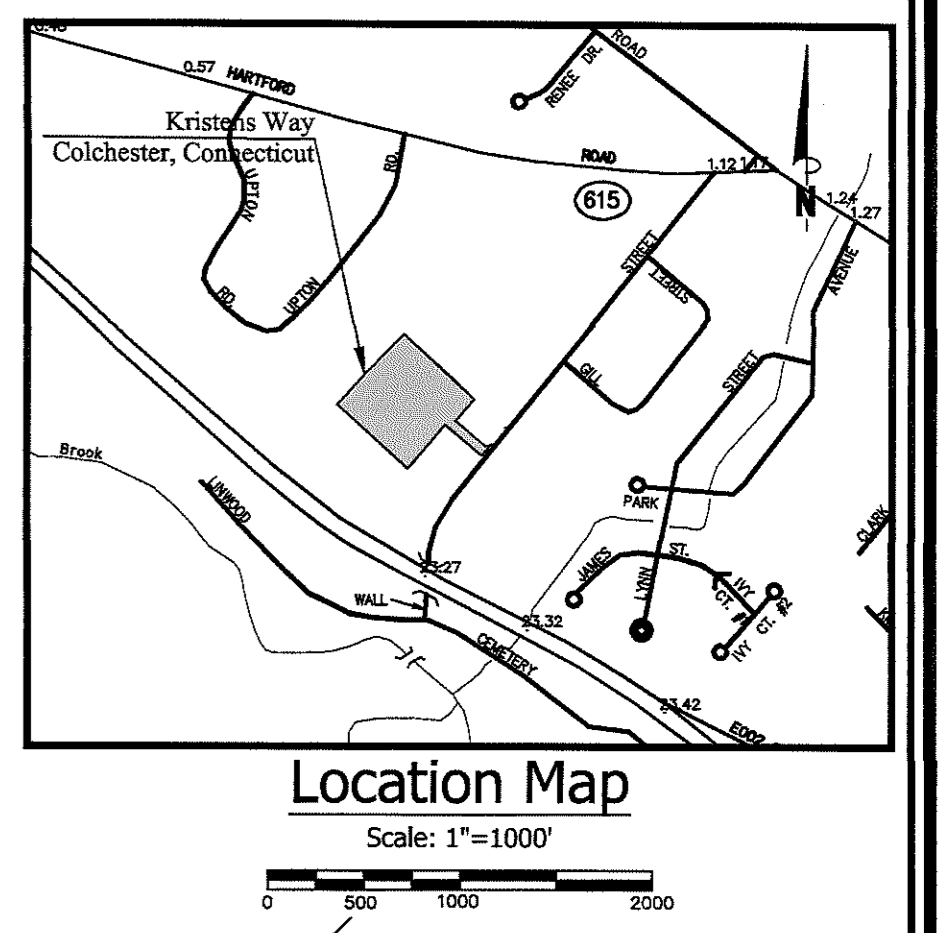 0.57
HARTFORD
ROAD
RENEE DR.
ROAD
Kristens Way
Colchester, Connecticut
UPTON
RD.
UPTON
RD.
615
1.12
1.17
N
1.24
1.27
AVENUE
STREET
STREET
GILL
STREET
Brook
LINWOOD
PARK
CLARK
JAMES
ST.
LYNN
IVY
CT.
IVY CT. #2
23.27
WALL
23.32
CEMETERY
23.42
E002
Location Map
Scale: 1"=1000'
0 500 1000 2000